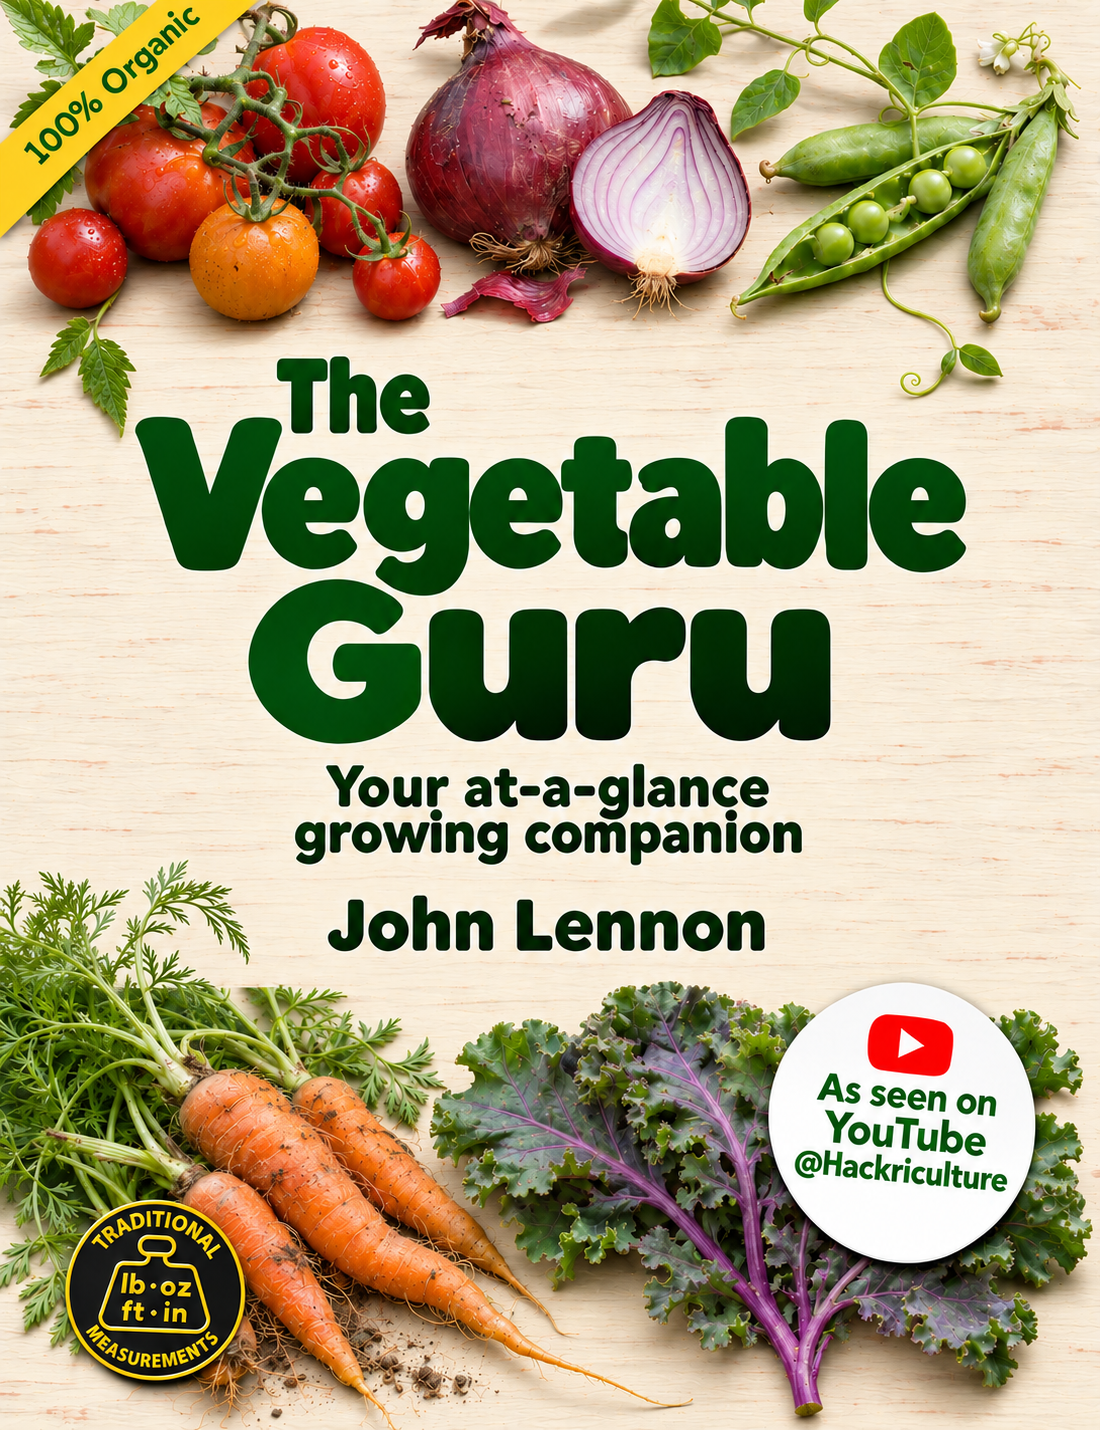 100% Organic
The
Vegetable
Guru
Your at-a-glance
growing companion
John Lennon
As seen on
YouTube
@Hackriculture
TRADITIONAL
lb·oz
ft·in
MEASUREMENTS